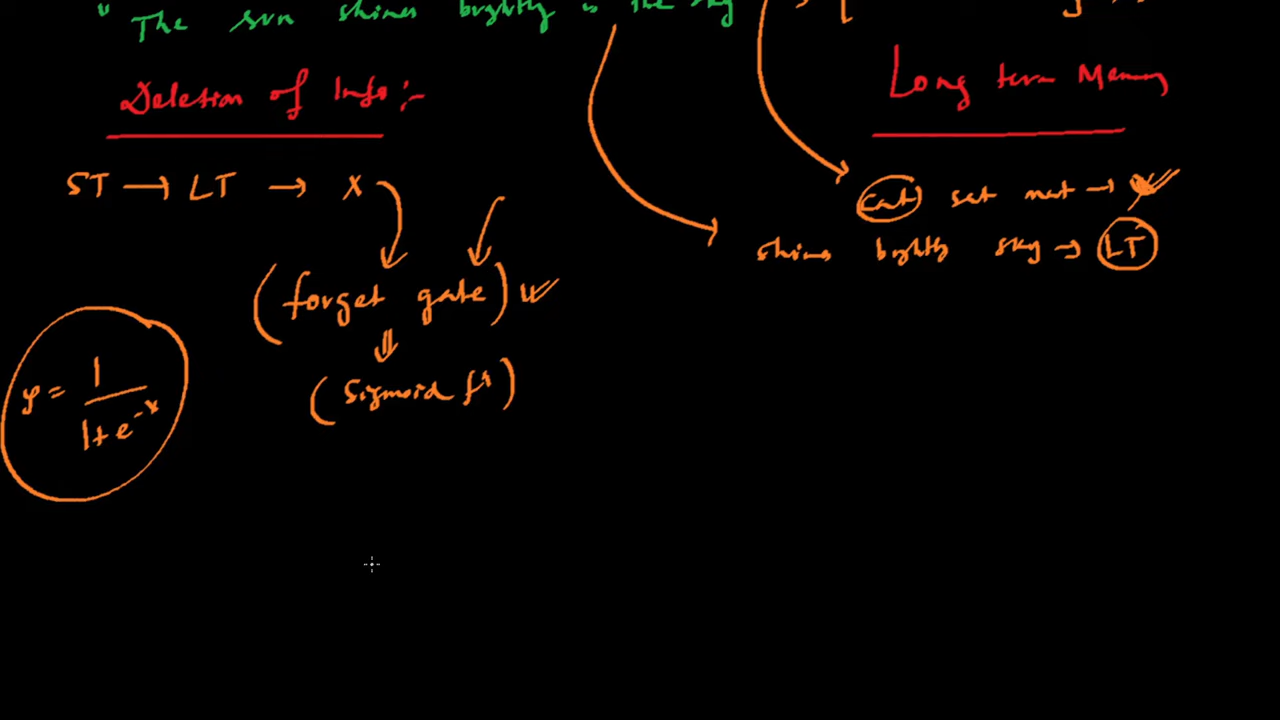 " The sun shines brightly in the sky
Deletion of Info :-
Long term Memory
ST → LT → X
cat sat mat →
shines brightly sky → LT
(forget gate)
(Sigmoid fn)
y = 1 / 1 + e^-x